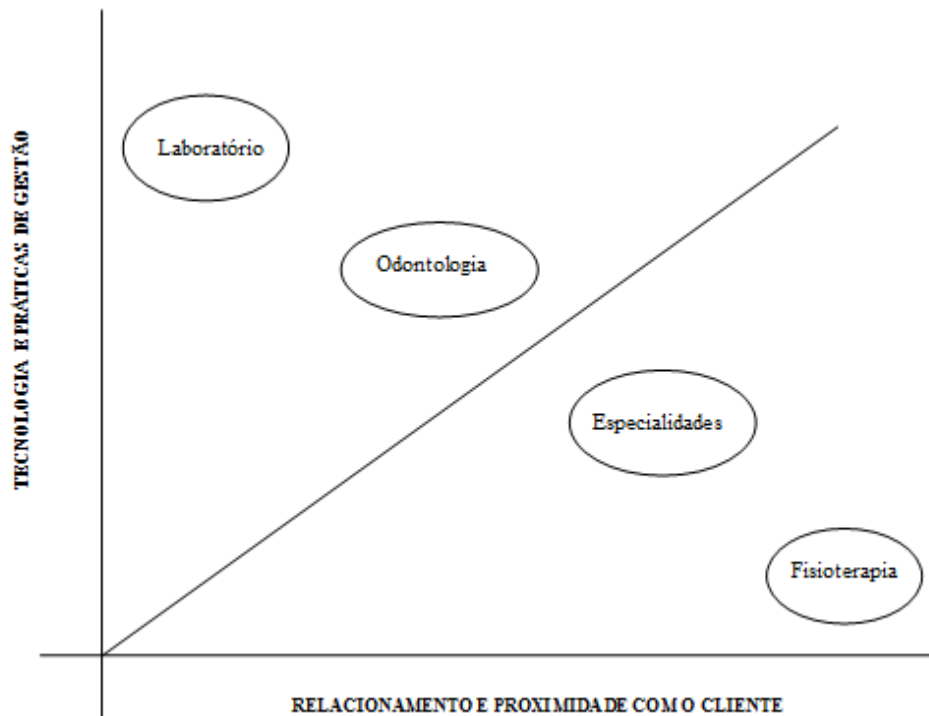 TECNOLOGIA E PRÁTICAS DE GESTÃO
Laboratório
Odontologia
Especialidades
Fisioterapia
RELACIONAMENTO E PROXIMIDADE COM O CLIENTE